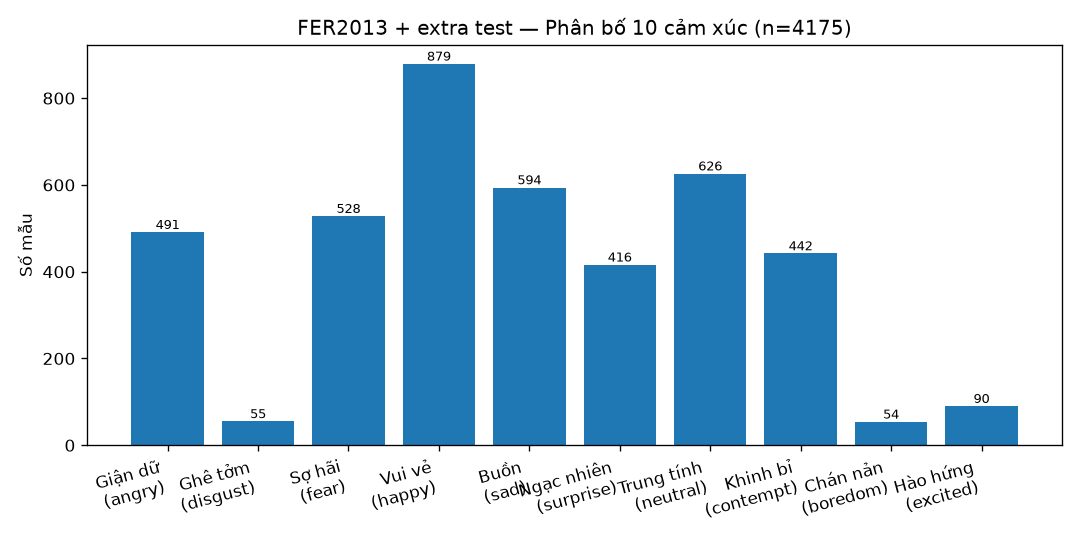 FER2013 + extra test — Phân bố 10 cảm xúc (n=4175)
Số mẫu
800
600
400
200
0
491
55
528
879
594
416
626
442
54
90
Giận dữ
(angry)
Ghê tởm
(disgust)
Sợ hãi
(fear)
Vui vẻ
(happy)
Buồn
(sad)
Ngạc nhiên
(surprise)
Trung tính
(neutral)
Khinh bỉ
(contempt)
Chán nản
(boredom)
Hào hứng
(excited)